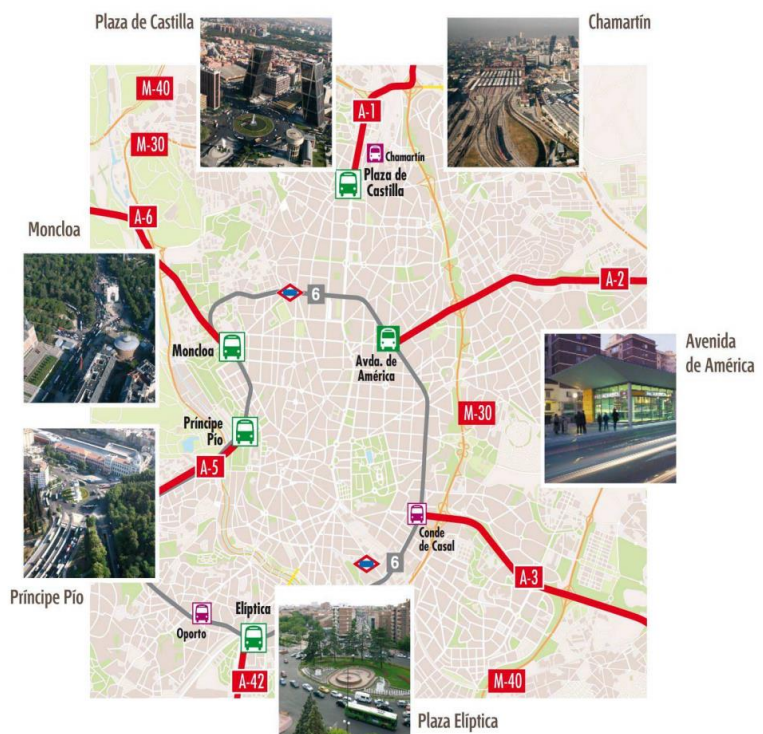 Plaza de Castilla
Chamartín
M-40
A-1
M-30
Chamartín
Plaza de
Castilla
A-6
Moncloa
A-2
6
Moncloa
Avda. de
América
Avenida
de América
M-30
Príncipe
Pío
A-5
Conde
de Casal
6
A-3
Príncipe Pío
Oporto
Elíptica
A-42
M-40
Plaza Elíptica